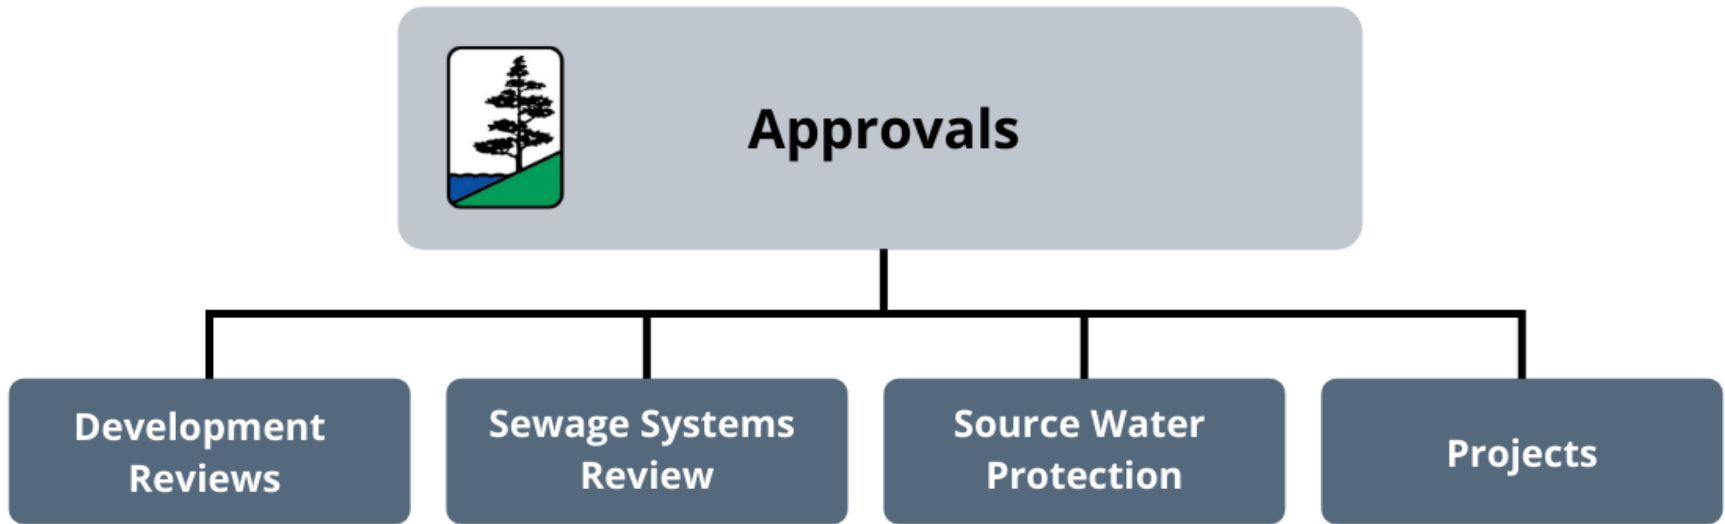 Approvals
Development
Reviews
Sewage Systems
Review
Source Water
Protection
Projects